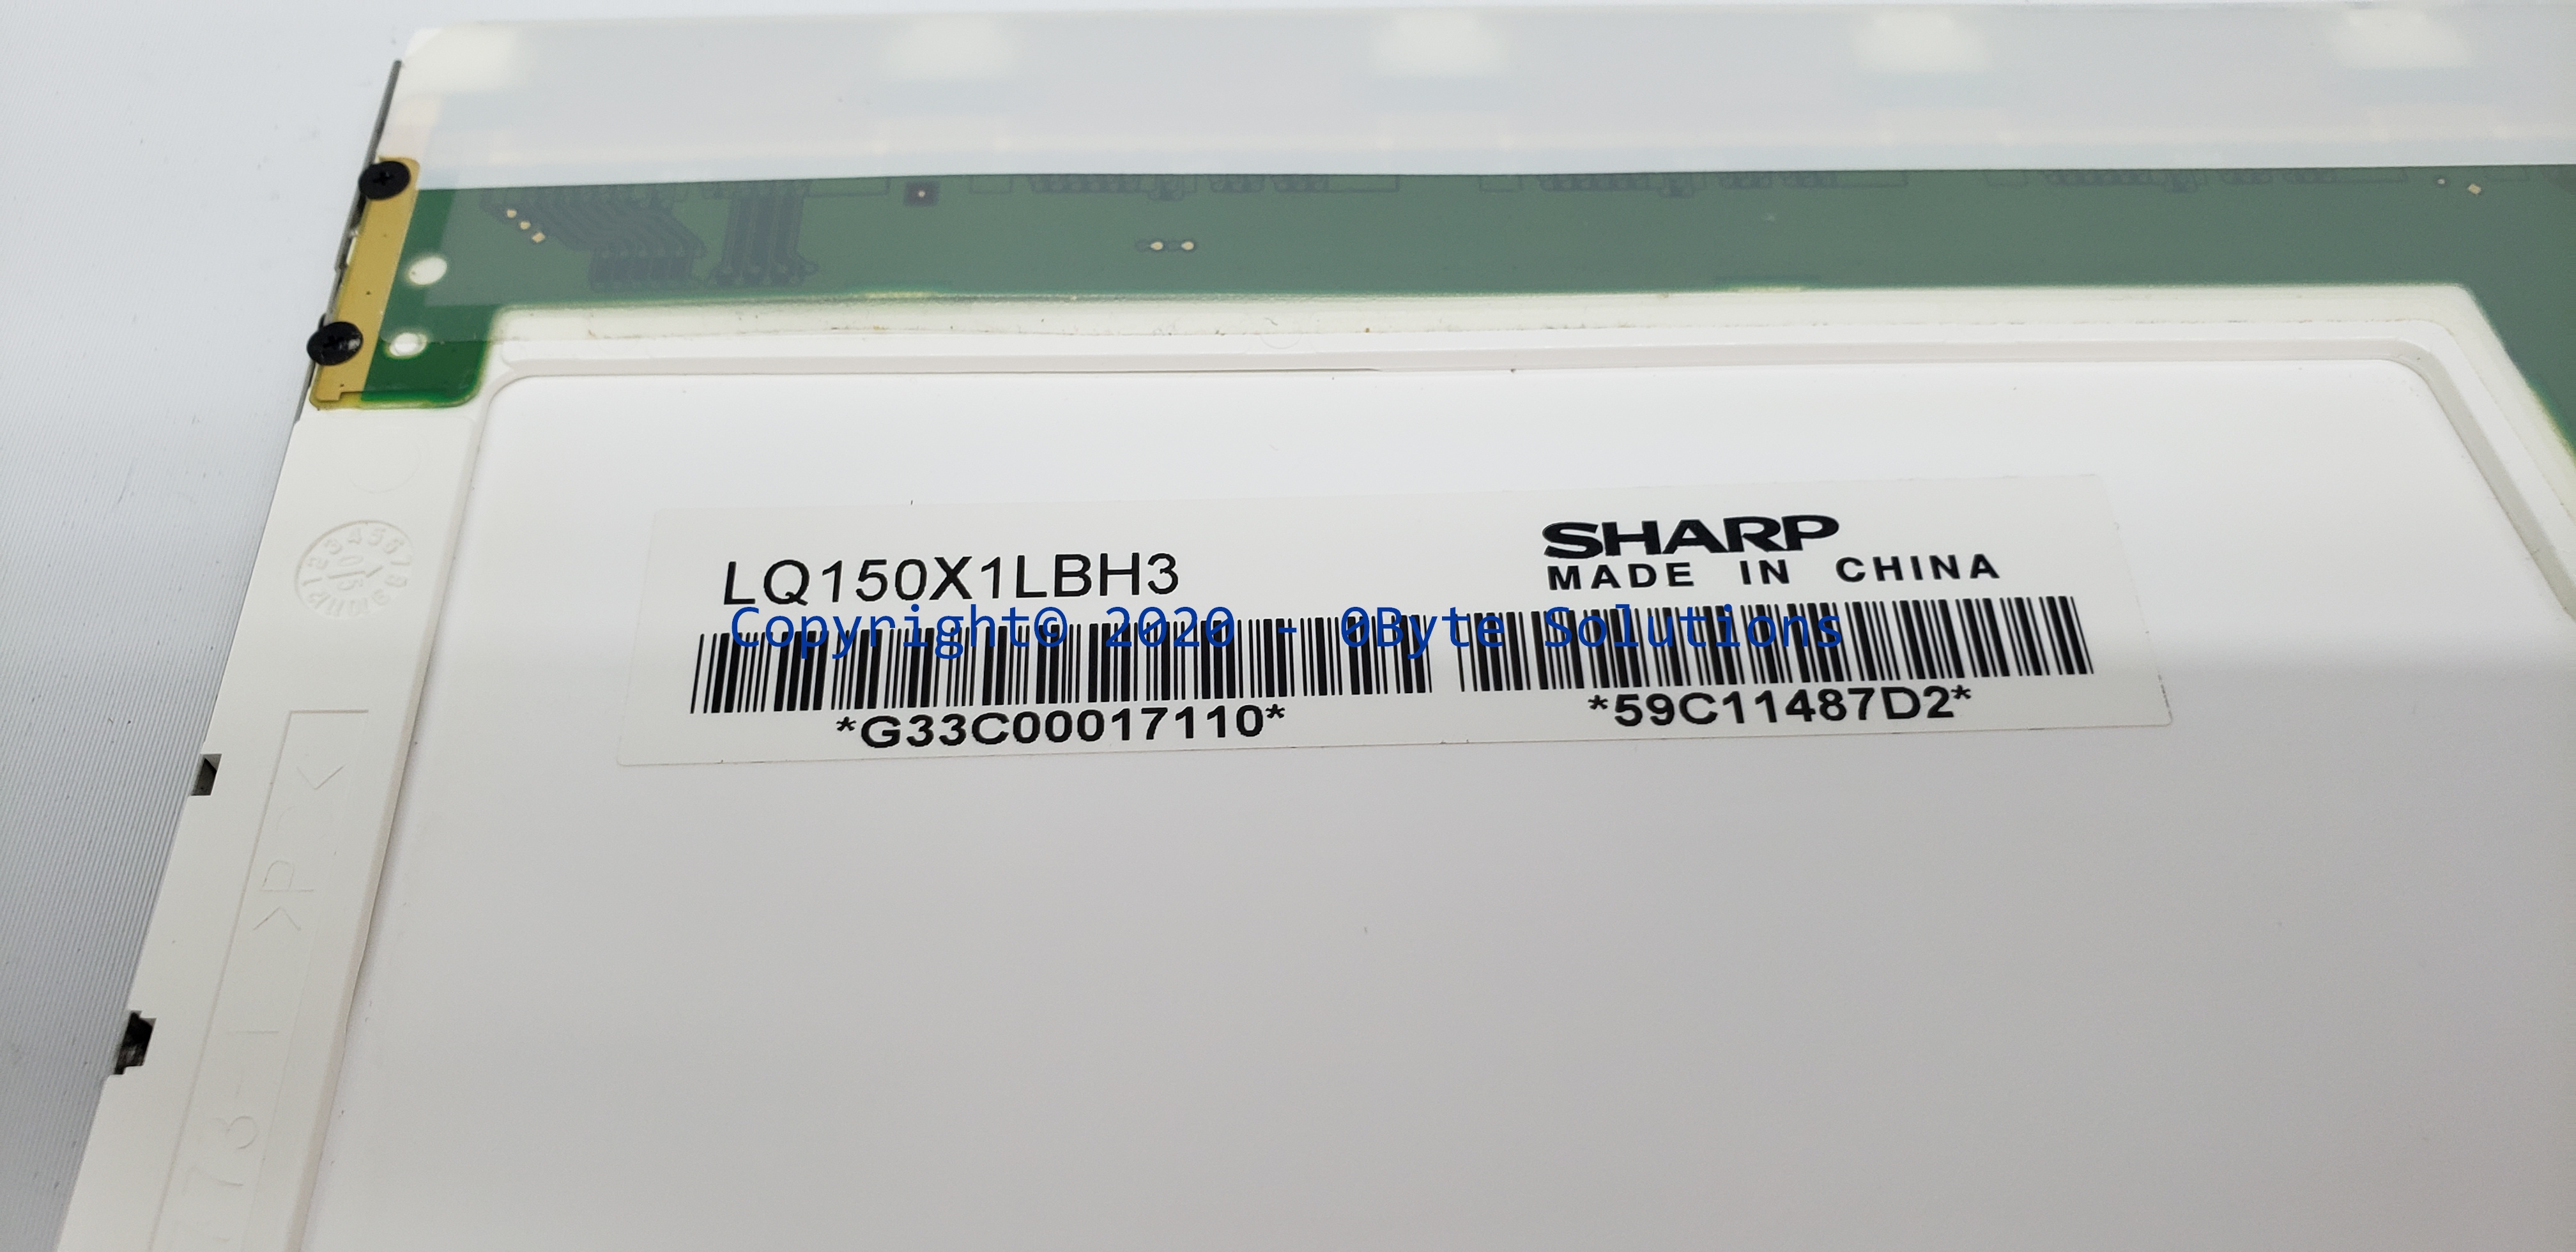 LQ150X1LBH3
SHARP
MADE IN CHINA
Copyright© 2020 - 0Byte Solutions
*G33C00017110*
*59C11487D2*